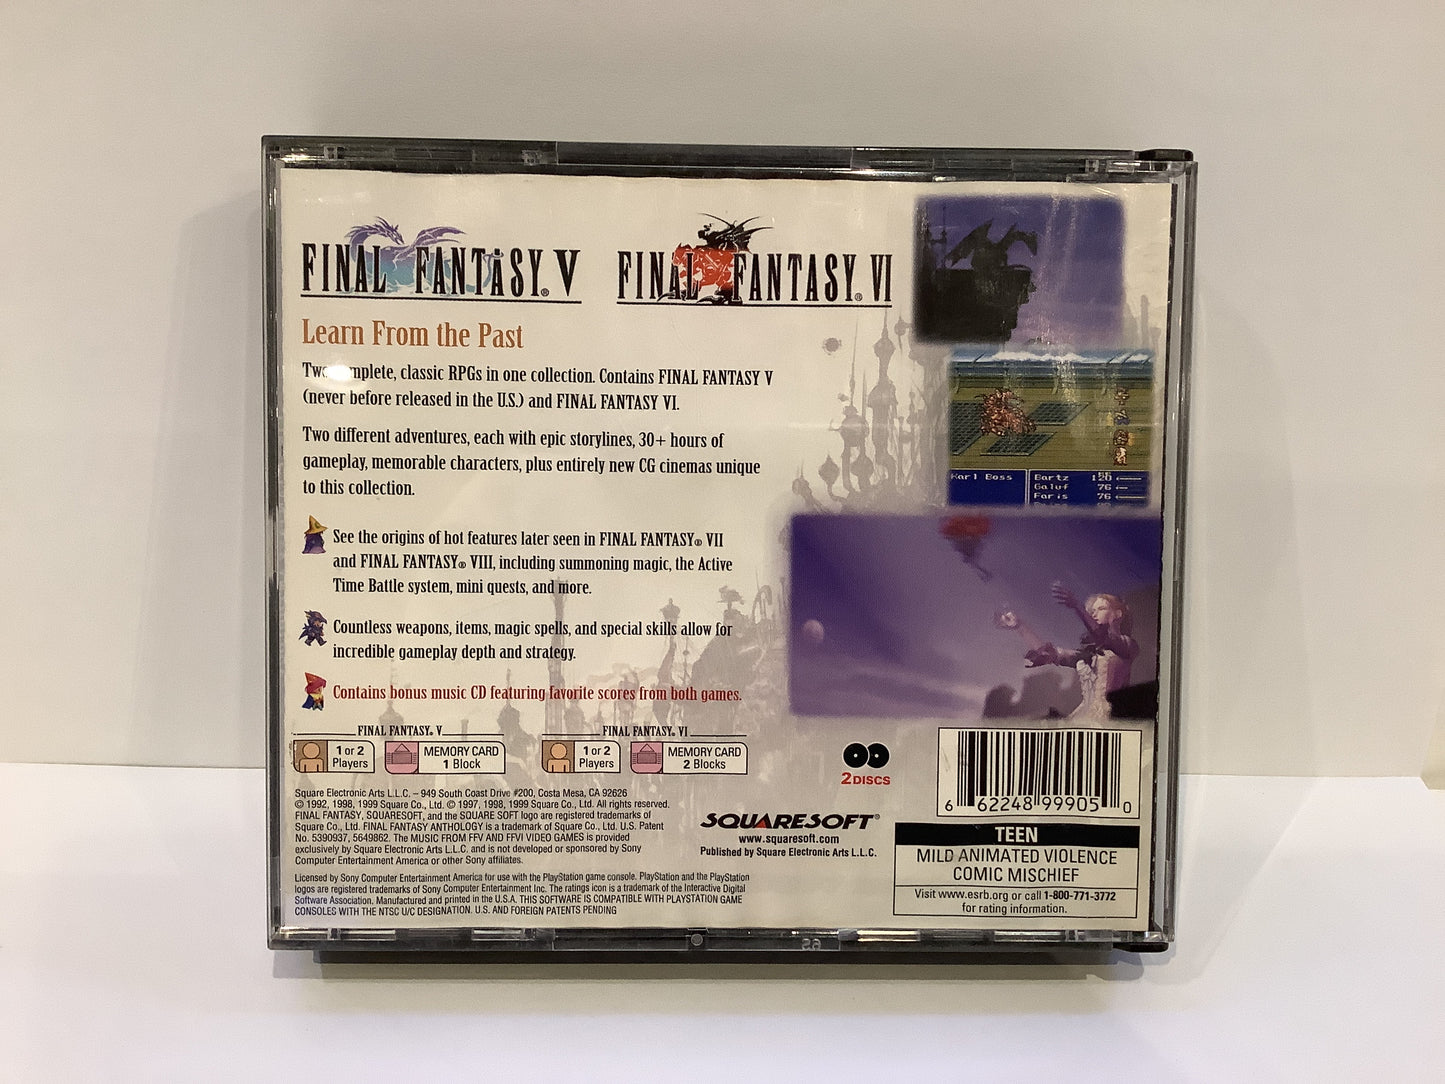 FINAL FANTASY® V
FINAL FANTASY® VI
Learn From the Past
classic RPGs in one collection. Contains FINAL FANTASY V
(never before released in the U.S.) and FINAL FANTASY VI.
Two different adventures, each with epic storylines, 30+ hours of
gameplay, memorable characters, plus entirely new CG cinemas unique
to this collection.
See the origins of hot features later seen in FINAL FANTASY® VII
and FINAL FANTASY® VIII, including summoning magic, the Active
Time Battle system, mini quests, and more.
Countless weapons, items, magic spells, and special skills allow for
incredible gameplay depth and strategy.
Contains bonus music CD featuring favorite scores from both games.
Karl Boss
Bartz 120
Galuf 76
Faris 76
FINAL FANTASY® V
1 or 2
Players
MEMORY CARD
1 Block
FINAL FANTASY® VI
1 or 2
Players
MEMORY CARD
2 Blocks
2 DISCS
6 62248 99905 0
Square Electronic Arts L.L.C. – 949 South Coast Drive #200, Costa Mesa, CA 92626
© 1992, 1998, 1999 Square Co., Ltd. © 1997, 1998, 1999 Square Co., Ltd. All rights reserved.
FINAL FANTASY, SQUARESOFT, and the SQUARE SOFT logo are registered trademarks of
Square Co., Ltd. FINAL FANTASY ANTHOLOGY is a trademark of Square Co., Ltd. U.S. Patent
No. 5390937, 5649862. The MUSIC FROM FFV AND FFVI VIDEO GAMES is provided
exclusively by Square Electronic Arts L.L.C. and is not developed or sponsored by Sony
Computer Entertainment America or other Sony affiliates.
Licensed by Sony Computer Entertainment America for use with the PlayStation game console. PlayStation and the PlayStation
logos are registered trademarks of Sony Computer Entertainment Inc. The ratings icon is a trademark of the Interactive Digital
Software Association. Manufactured and printed in the U.S.A. THIS SOFTWARE IS COMPATIBLE WITH PLAYSTATION GAME
CONSOLES WITH THE NTSC U/C DESIGNATION. U.S. AND FOREIGN PATENTS PENDING
SQUARESOFT®
www.squaresoft.com
Published by Square Electronic Arts L.L.C.
TEEN
MILD ANIMATED VIOLENCE
COMIC MISCHIEF
Visit www.esrb.org or call 1-800-771-3772
for rating information.